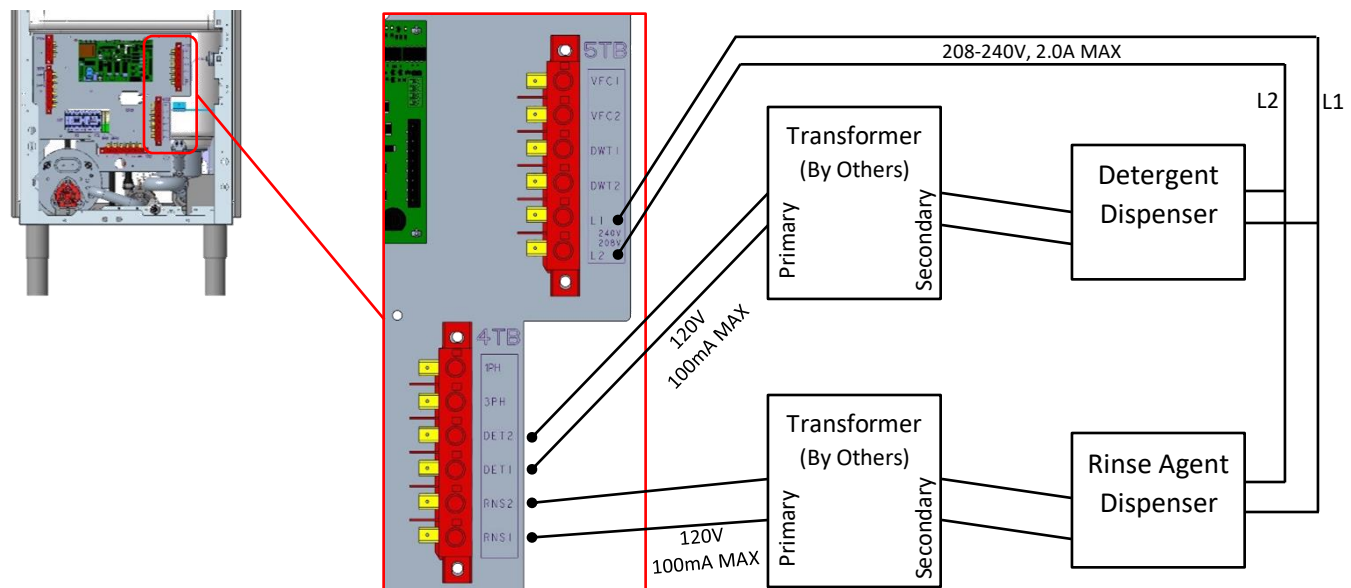 5TB
VFC1
VFC2
DWT1
DWT2
L1
240V
208V
L2
4TB
1PH
3PH
DET2
DET1
RNS2
RNS1
208-240V, 2.0A MAX
L2
L1
Transformer
(By Others)
Primary
Secondary
Detergent
Dispenser
120V
100mA MAX
Transformer
(By Others)
Primary
Secondary
Rinse Agent
Dispenser
120V
100mA MAX